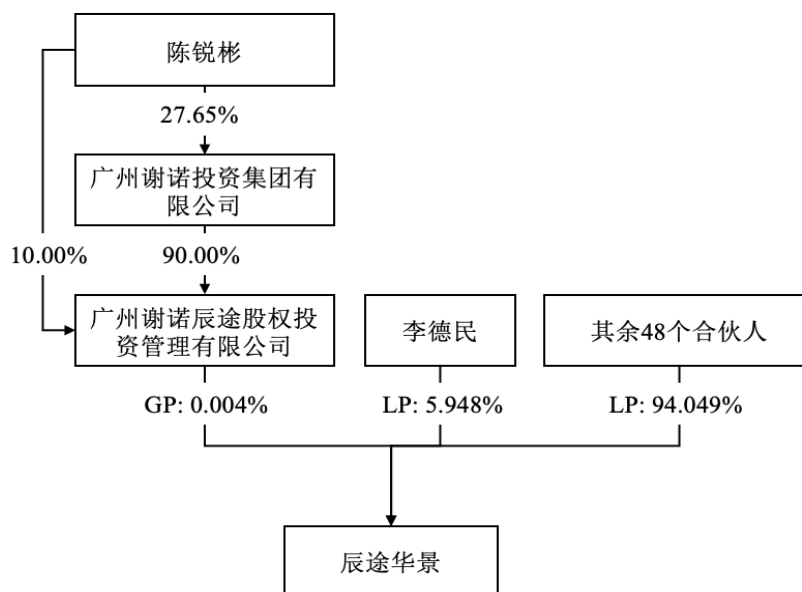 陈锐彬
27.65%
广州谢诺投资集团有
限公司
10.00%
90.00%
广州谢诺辰途股权投
资管理有限公司
李德民
其余48个合伙人
GP: 0.004%
LP: 5.948%
LP: 94.049%
辰途华景